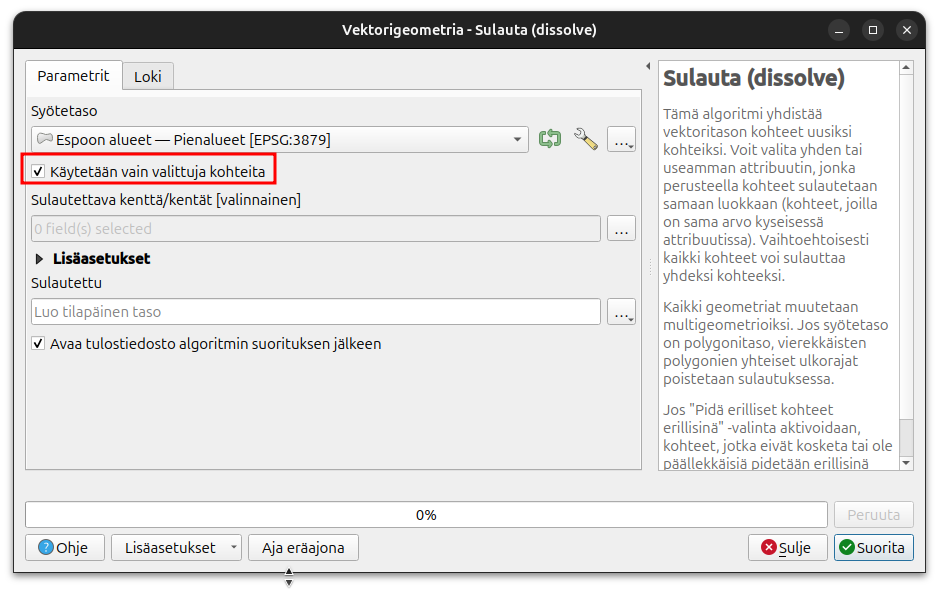 Vektorigeometria - Sulauta (dissolve)
Parametrit
Loki
Syötetaso
Espoon alueet — Pienalueet [EPSG:3879]
...
Käytetään vain valittuja kohteita
Sulautettava kenttä/kentät [valinnainen]
0 field(s) selected
...
Lisäasetukset
Sulautettu
Luo tilapäinen taso
...
Avaa tulostiedosto algoritmin suorituksen jälkeen
Sulauta (dissolve)
Tämä algoritmi yhdistää
vektoritason kohteet uusiksi
kohteiksi. Voit valita yhden tai
useamman attribuutin, jonka
perusteella kohteet sulautetaan
samaan luokkaan (kohteet, joilla
on sama arvo kyseisessä
attribuutissa). Vaihtoehtoisesti
kaikki kohteet voi sulauttaa
yhdeksi kohteeksi.
Kaikki geometriat muutetaan
multigeometrioiksi. Jos syötetaso
on polygonitaso, vierekkäisten
polygonien yhteiset ulkorajat
poistetaan sulautuksessa.
Jos "Pidä erilliset kohteet
erillisinä" -valinta aktivoidaan,
kohteet, jotka eivät kosketa tai ole
päällekkäisiä pidetään erillisinä
0%
Peruuta
? Ohje
Lisäasetukset
Aja eräajona
Sulje
Suorita